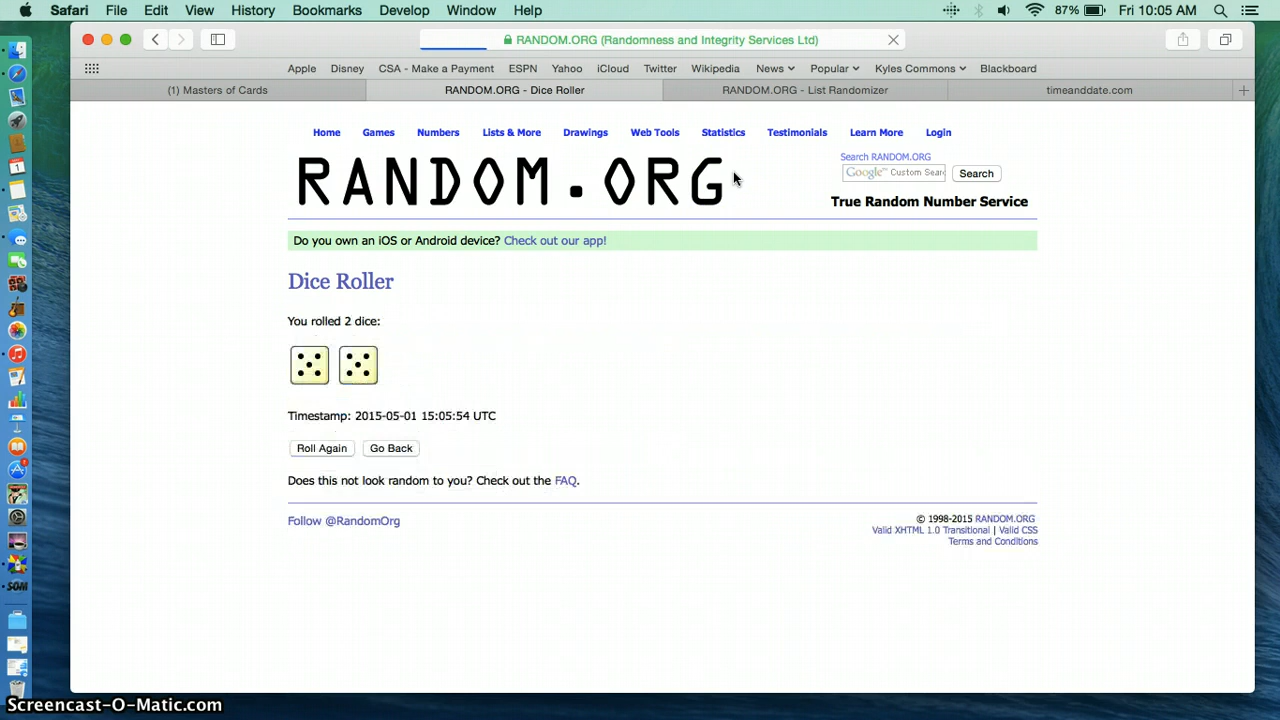 Safari File Edit View History Bookmarks Develop Window Help 87% Fri 10:05 AM
RANDOM.ORG (Randomness and Integrity Services Ltd)
Apple Disney CSA - Make a Payment ESPN Yahoo iCloud Twitter Wikipedia News Popular Kyles Commons Blackboard
(1) Masters of Cards RANDOM.ORG - Dice Roller RANDOM.ORG - List Randomizer timeanddate.com
Home Games Numbers Lists & More Drawings Web Tools Statistics Testimonials Learn More Login
RANDOM.ORG
Search RANDOM.ORG
Google Custom Sear Search
True Random Number Service
Do you own an iOS or Android device? Check out our app!
Dice Roller
You rolled 2 dice:
Timestamp: 2015-05-01 15:05:54 UTC
Roll Again Go Back
Does this not look random to you? Check out the FAQ.
Follow @RandomOrg
© 1998-2015 RANDOM.ORG
Valid XHTML 1.0 Transitional | Valid CSS
Terms and Conditions
SOM
Screencast-O-Matic.com